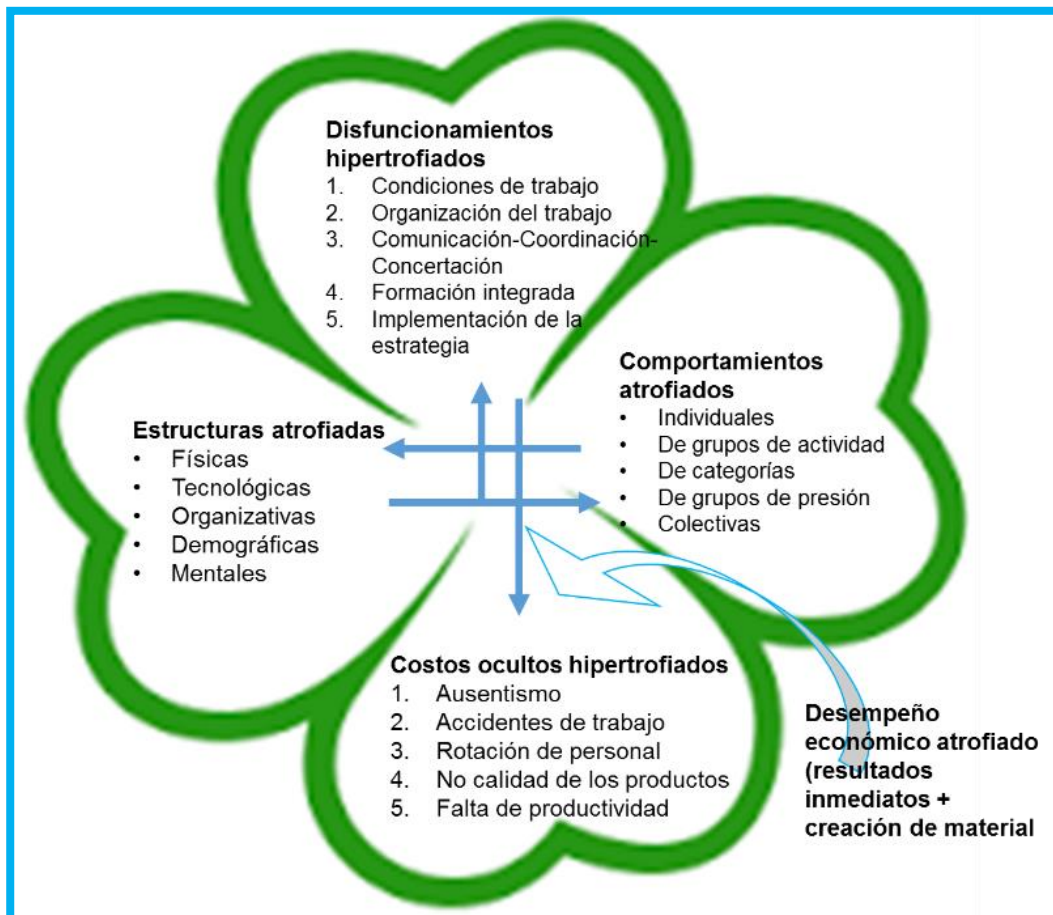 Disfuncionamientos
hipertrofiados
1. Condiciones de trabajo
2. Organización del trabajo
3. Comunicación-Coordinación-
Concertación
4. Formación integrada
5. Implementación de la
estrategia
Estructuras atrofiadas
• Físicas
• Tecnológicas
• Organizativas
• Demográficas
• Mentales
Comportamientos
atrofiados
• Individuales
• De grupos de actividad
• De categorías
• De grupos de presión
• Colectivas
Costos ocultos hipertrofiados
1. Ausentismo
2. Accidentes de trabajo
3. Rotación de personal
4. No calidad de los productos
5. Falta de productividad
Desempeño
económico atrofiado
(resultados
inmediatos +
creación de material